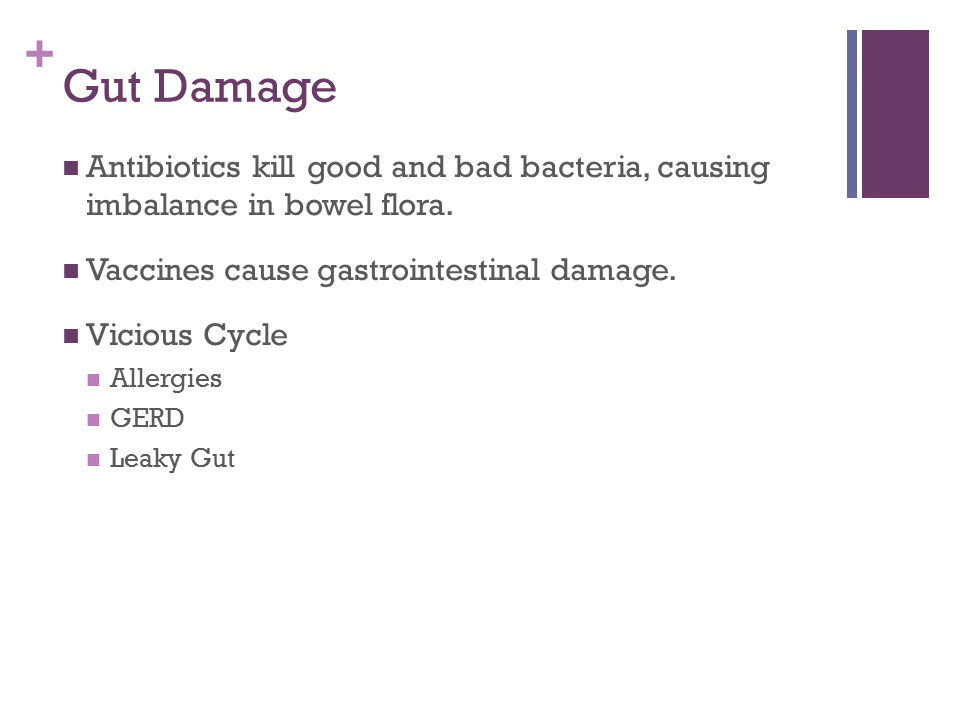 +
Gut Damage
Antibiotics kill good and bad bacteria, causing
imbalance in bowel flora.
Vaccines cause gastrointestinal damage.
Vicious Cycle
Allergies
GERD
Leaky Gut